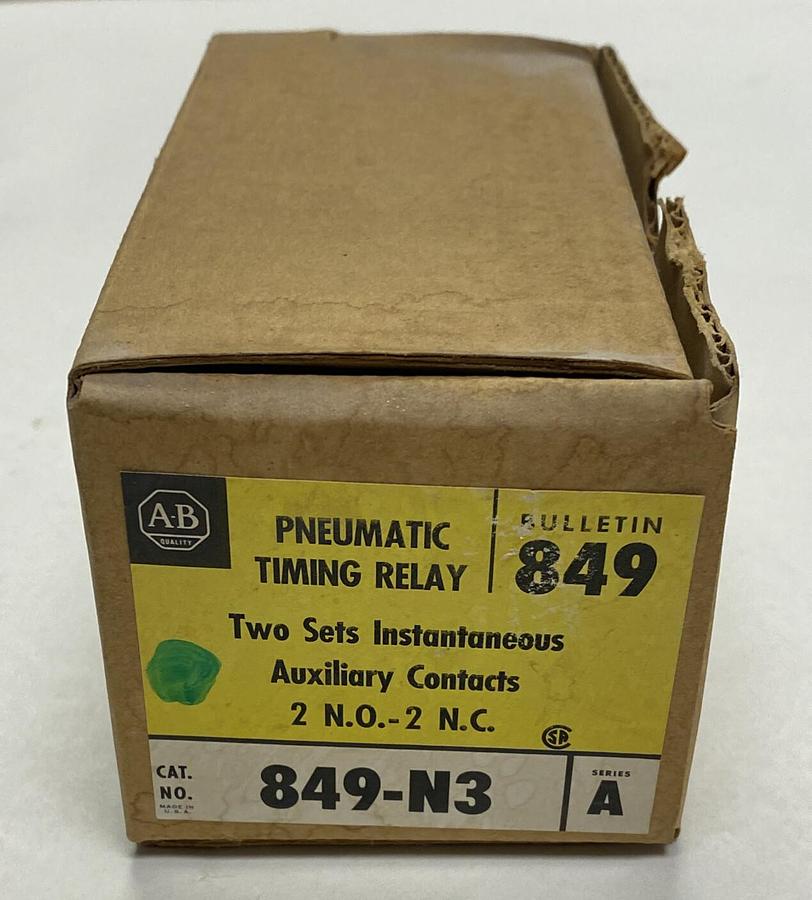 A-B
QUALITY
PNEUMATIC
TIMING RELAY
BULLETIN
849
Two Sets Instantaneous
Auxiliary Contacts
2 N.O.-2 N.C.
SA
CAT.
NO.
MADE IN
U.S.A.
849-N3
SERIES
A